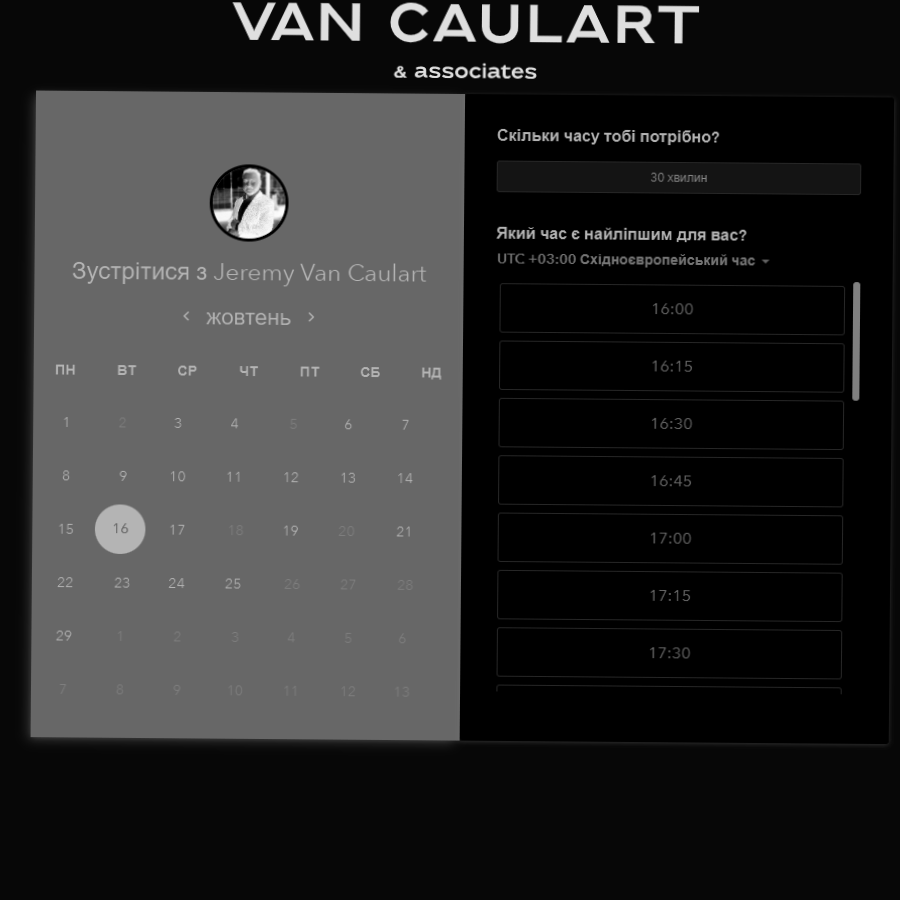 VAN CAULART
& associates
Зустрітися з Jeremy Van Caulart
жовтень
ПН ВТ СР ЧТ ПТ СБ НД
1 2 3 4 5 6 7
8 9 10 11 12 13 14
15 16 17 18 19 20 21
22 23 24 25 26 27 28
29 1 2 3 4 5 6
7 8 9 10 11 12 13
Скільки часу тобі потрібно?
30 хвилин
Який час є найліпшим для вас?
UTC +03:00 Східноєвропейський час
16:00
16:15
16:30
16:45
17:00
17:15
17:30